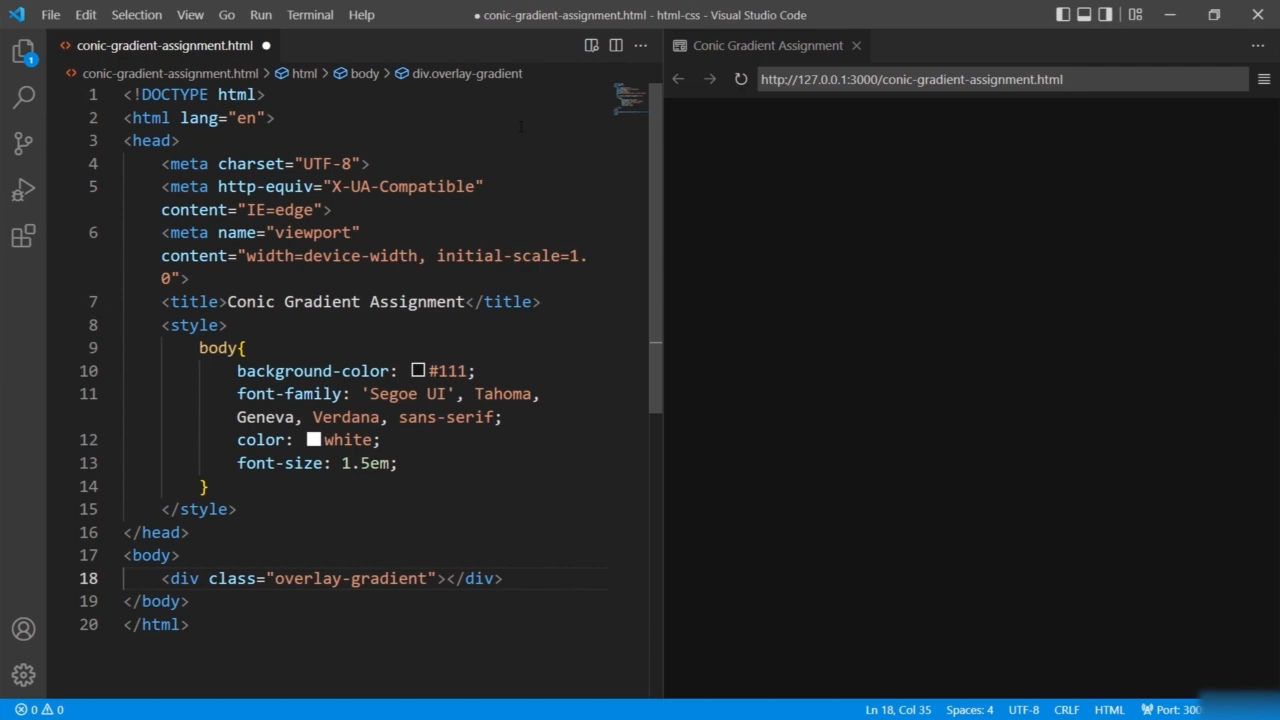 File Edit Selection View Go Run Terminal Help
● conic-gradient-assignment.html - html-css - Visual Studio Code
conic-gradient-assignment.html ●
Conic Gradient Assignment
conic-gradient-assignment.html > html > body > div.overlay-gradient
http://127.0.0.1:3000/conic-gradient-assignment.html
1
1 <!DOCTYPE html>
2 <html lang="en">
3 <head>
4 <meta charset="UTF-8">
5 <meta http-equiv="X-UA-Compatible"
content="IE=edge">
6 <meta name="viewport"
content="width=device-width, initial-scale=1.
0">
7 <title>Conic Gradient Assignment</title>
8 <style>
9 body{
10 background-color: #111;
11 font-family: 'Segoe UI', Tahoma,
Geneva, Verdana, sans-serif;
12 color: white;
13 font-size: 1.5em;
14 }
15 </style>
16 </head>
17 <body>
18 <div class="overlay-gradient"></div>
19 </body>
20 </html>
0 0 Ln 18, Col 35 Spaces: 4 UTF-8 CRLF HTML Port: 300